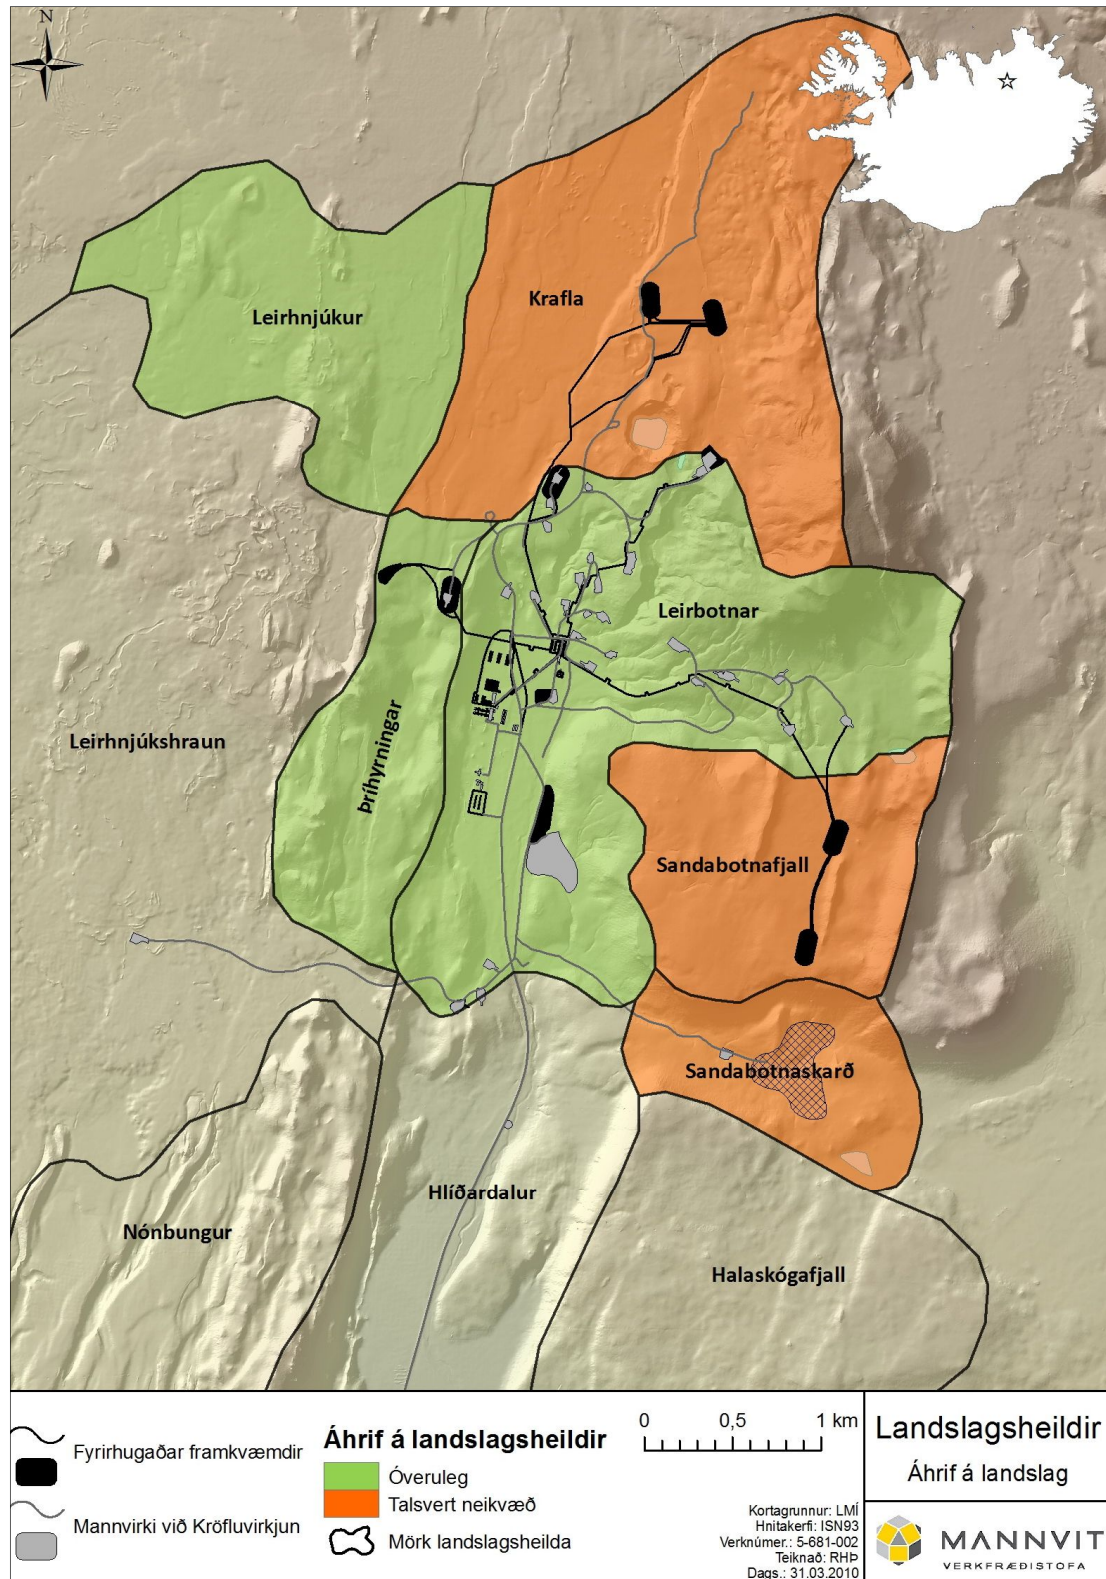 N
Krafla
Leirhnjúkur
Leirbotnar
Leirhnjúkshraun
Þríhyrningar
Sandabotnafjall
Sandabotnaskarð
Hlíðardalur
Nónbungur
Halaskógafjall
Fyrirhugaðar framkvæmdir
Mannvirki við Kröfluvirkjun
Áhrif á landslagsheildir
Óveruleg
Talsvert neikvæð
Mörk landslagsheilda
0 0,5 1 km
Kortagrunnur: LMÍ
Hnitakerfi: ISN93
Verknúmer.: 5-681-002
Teiknað: RHÞ
Dags.: 31.03.2010
Landslagsheildir
Áhrif á landslag
MANNVIT
VERKFRÆÐISTOFA